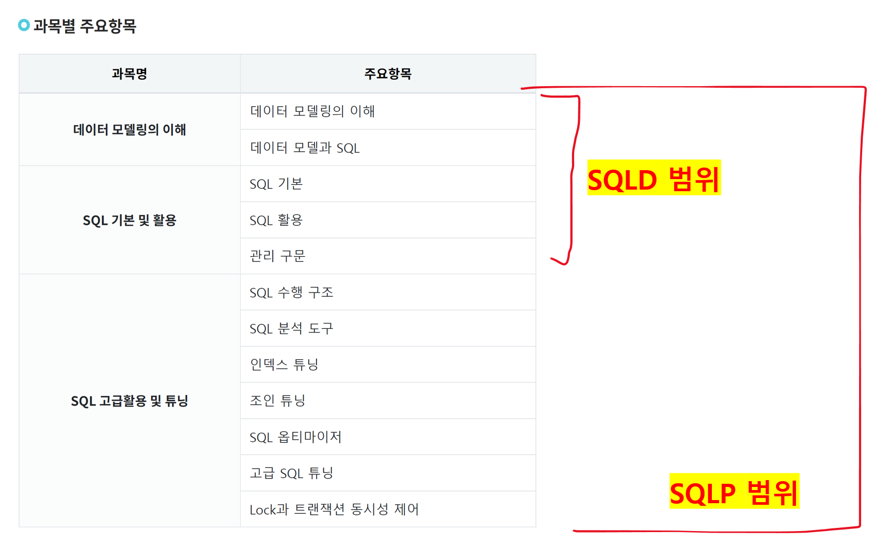 과목별 주요항목
과목명 주요항목
데이터 모델링의 이해
데이터 모델링의 이해
데이터 모델과 SQL
SQL 기본 및 활용
SQL 기본
SQL 활용
관리 구문
SQL 고급활용 및 튜닝
SQL 수행 구조
SQL 분석 도구
인덱스 튜닝
조인 튜닝
SQL 옵티마이저
고급 SQL 튜닝
Lock과 트랜잭션 동시성 제어
SQLD 범위
SQLP 범위